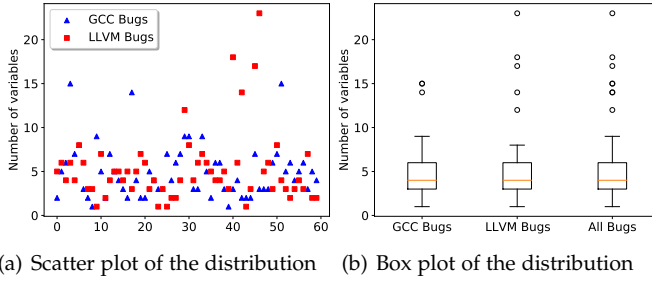 GCC Bugs
LLVM Bugs
Number of variables
20
15
10
5
0
0 10 20 30 40 50 60
(a) Scatter plot of the distribution
Number of variables
20
15
10
5
0
GCC Bugs LLVM Bugs All Bugs
(b) Box plot of the distribution